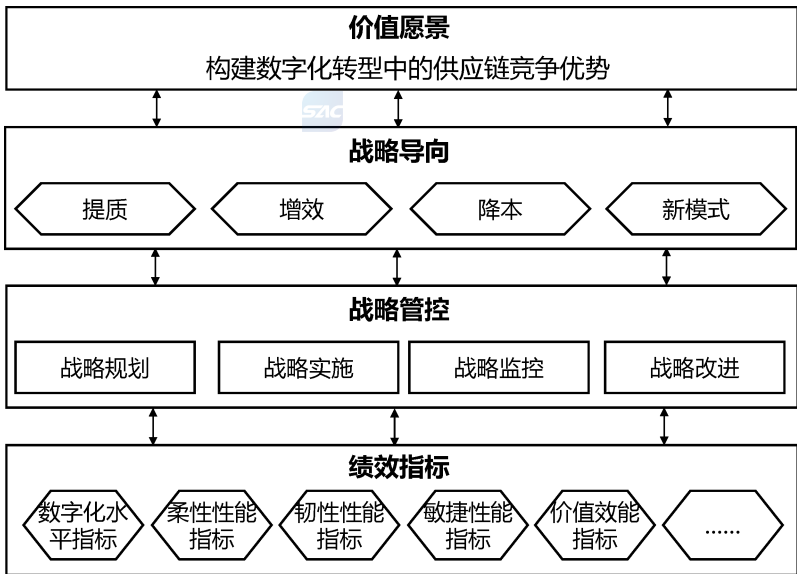 价值愿景
构建数字化转型中的供应链竞争优势
SAC
战略导向
提质
增效
降本
新模式
战略管控
战略规划
战略实施
战略监控
战略改进
绩效指标
数字化水
平指标
柔性性能
指标
韧性性能
指标
敏捷性能
指标
价值效能
指标
......